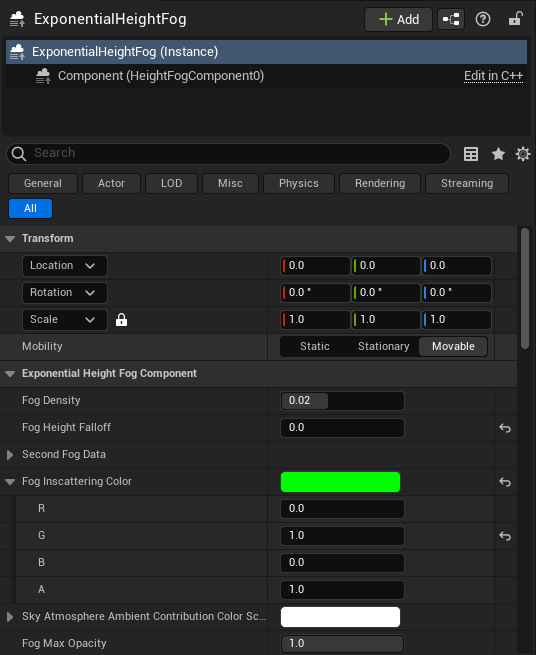 ExponentialHeightFog
Add
ExponentialHeightFog (Instance)
Component (HeightFogComponent0) Edit in C++
Search
General Actor LOD Misc Physics Rendering Streaming
All
Transform
Location 0.0 0.0 0.0
Rotation 0.0 ° 0.0 ° 0.0 °
Scale 1.0 1.0 1.0
Mobility Static Stationary Movable
Exponential Height Fog Component
Fog Density 0.02
Fog Height Falloff 0.0
Second Fog Data
Fog Inscattering Color
R 0.0
G 1.0
B 0.0
A 1.0
Sky Atmosphere Ambient Contribution Color Sc...
Fog Max Opacity 1.0